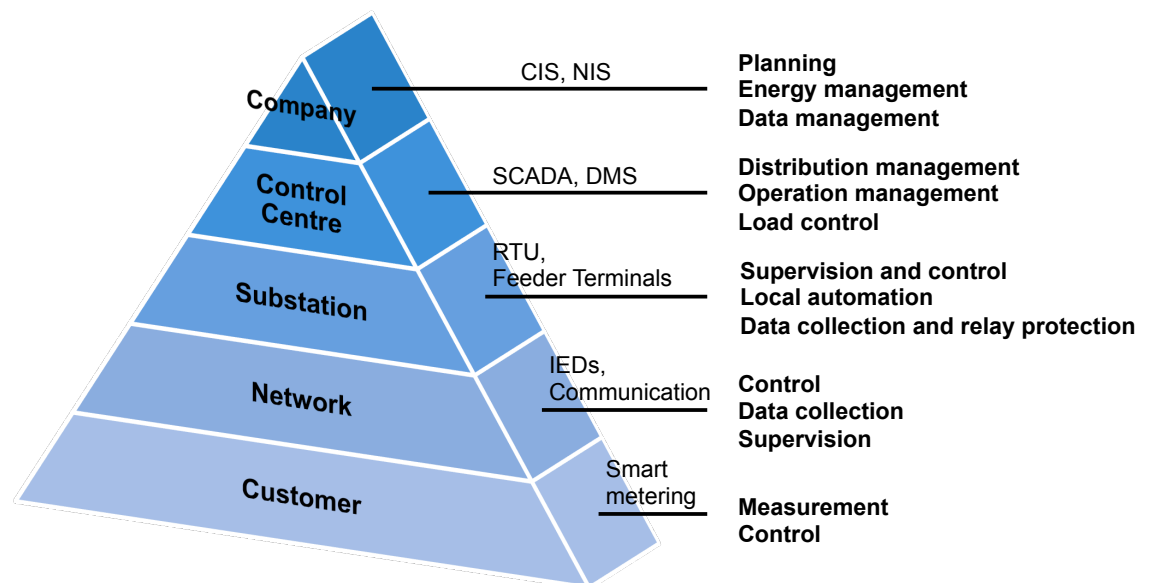 Company
CIS, NIS
Planning
Energy management
Data management
Control
Centre
SCADA, DMS
Distribution management
Operation management
Load control
Substation
RTU,
Feeder Terminals
Supervision and control
Local automation
Data collection and relay protection
Network
IEDs,
Communication
Control
Data collection
Supervision
Customer
Smart
metering
Measurement
Control